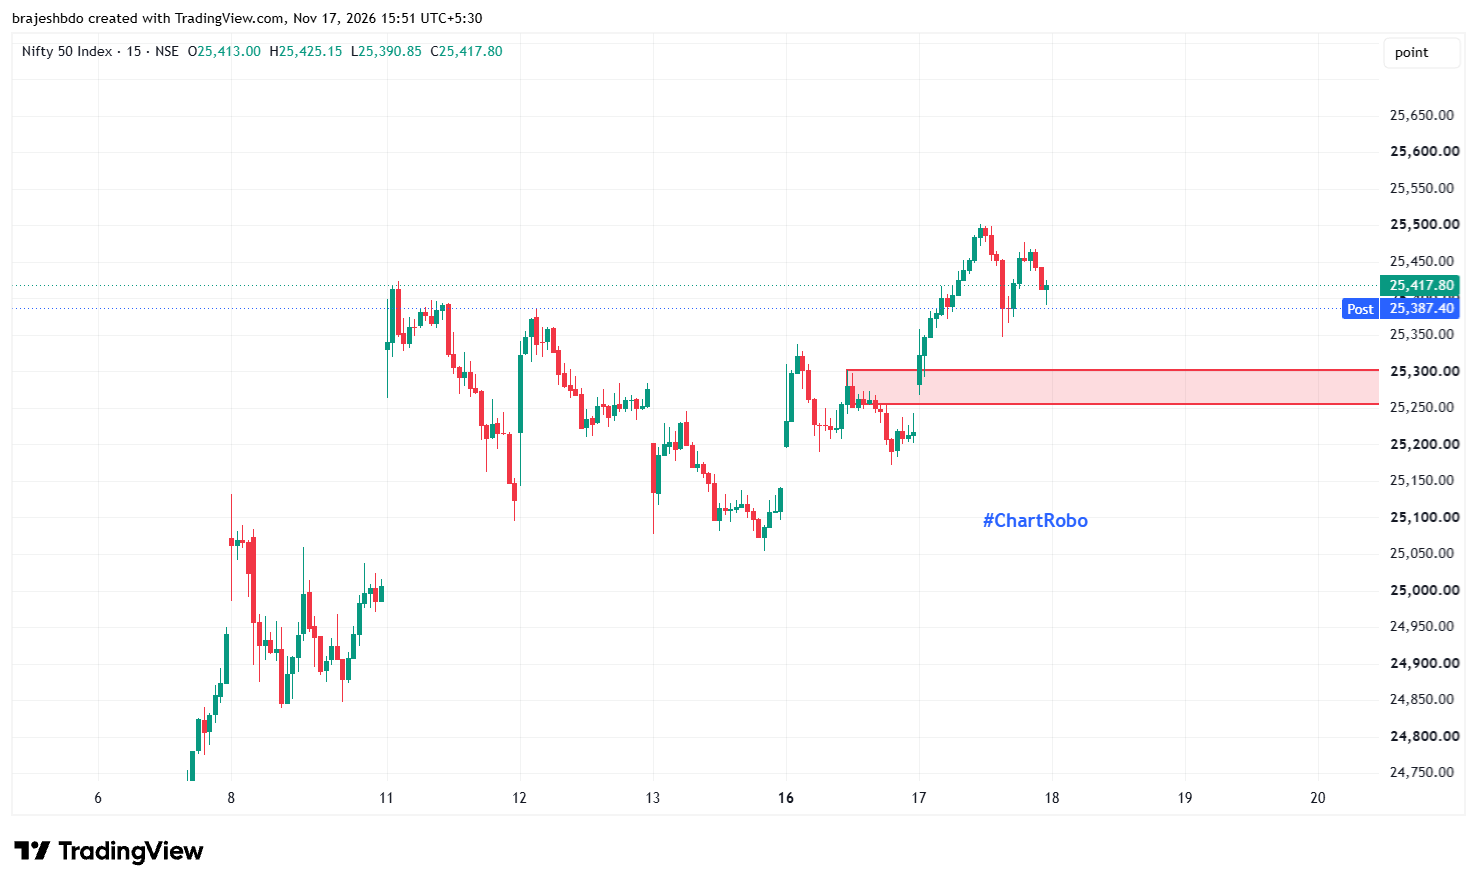 brajeshbdo created with TradingView.com, Nov 17, 2026 15:51 UTC+5:30
Nifty 50 Index · 15 · NSE O25,413.00 H25,425.15 L25,390.85 C25,417.80
point
25,650.00
25,600.00
25,550.00
25,500.00
25,450.00
25,417.80
Post 25,387.40
25,350.00
25,300.00
25,250.00
25,200.00
25,150.00
25,100.00
#ChartRobo
25,050.00
25,000.00
24,950.00
24,900.00
24,850.00
24,800.00
24,750.00
6 8 11 12 13 16 17 18 19 20
TradingView